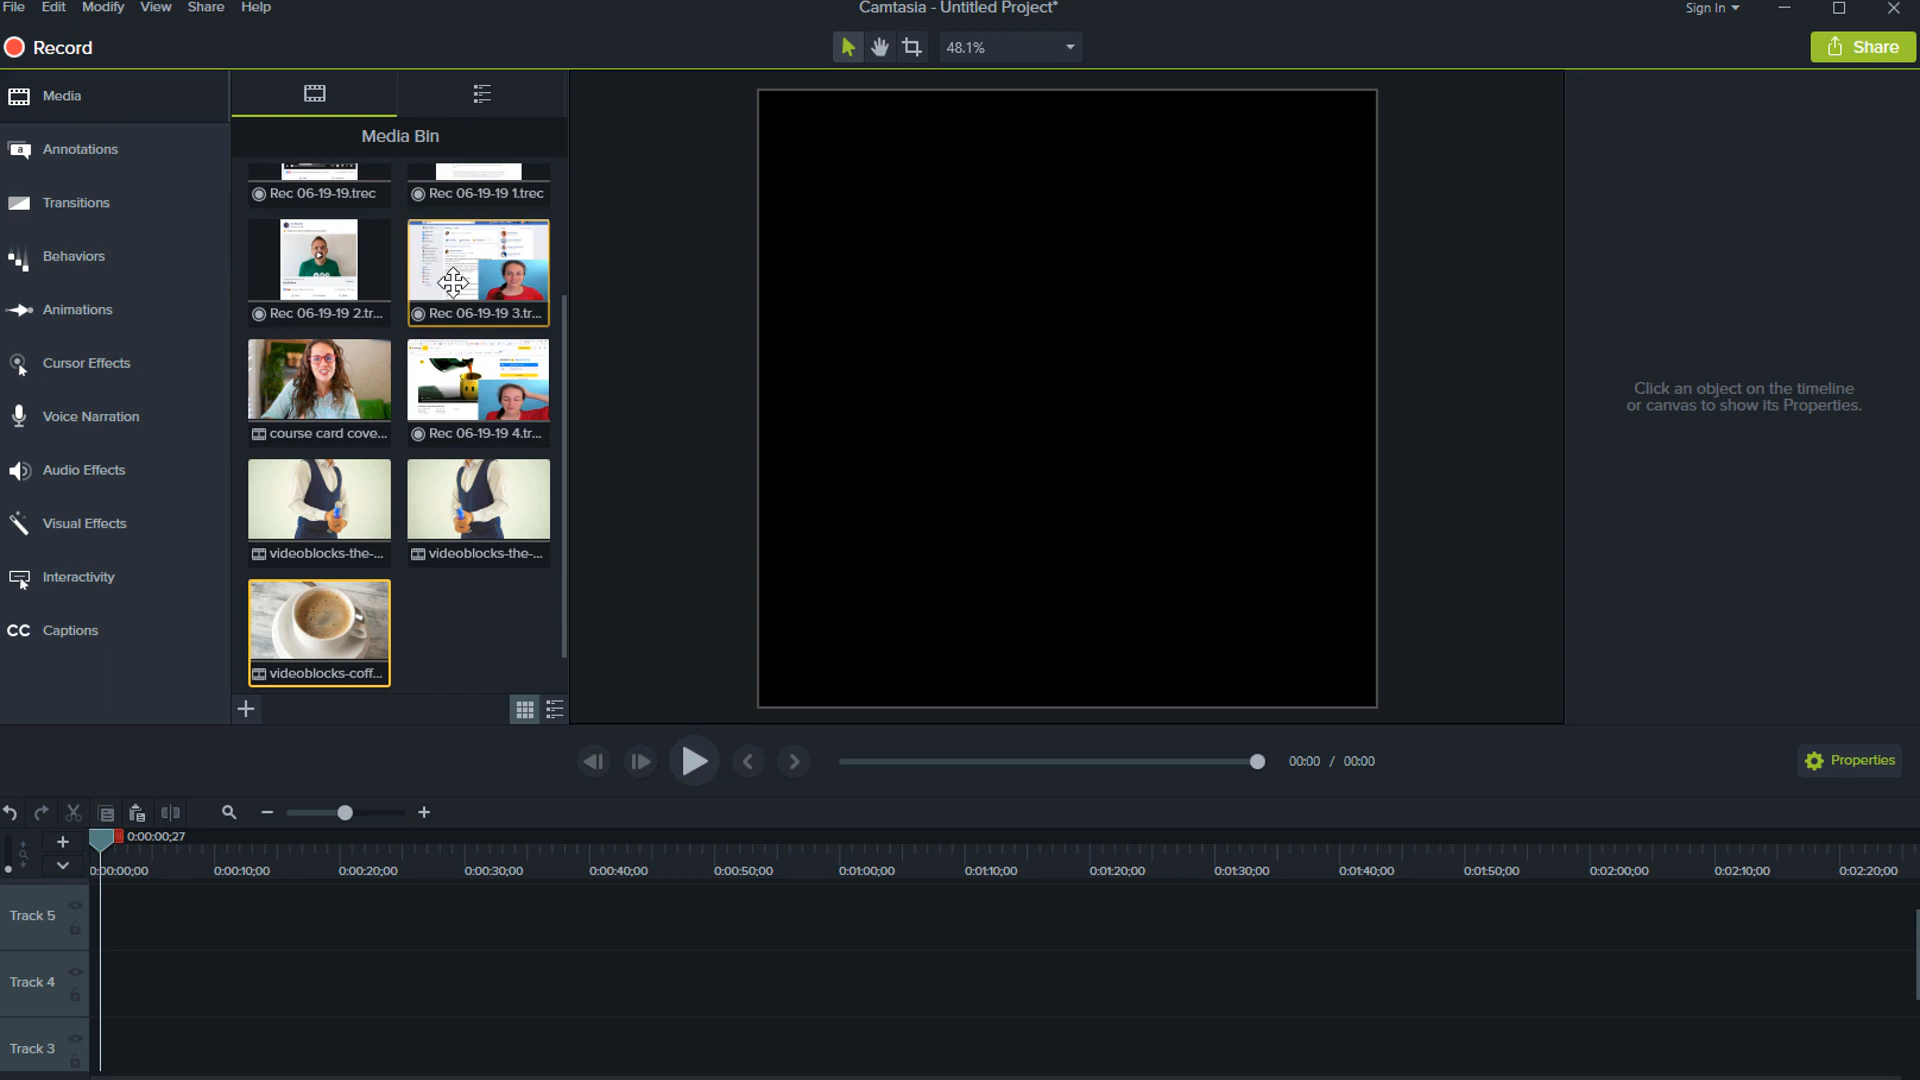 File Edit Modify View Share Help
Camtasia - Untitled Project*
Sign In
Record
48.1%
Share
Media
Annotations
Transitions
Behaviors
Animations
Cursor Effects
Voice Narration
Audio Effects
Visual Effects
Interactivity
CC Captions
Media Bin
Rec 06-19-19.trec
Rec 06-19-19 1.trec
Rec 06-19-19 2.tr...
Rec 06-19-19 3.tr...
course card cove...
Rec 06-19-19 4.tr...
videoblocks-the-...
videoblocks-the-...
videoblocks-coff...
Click an object on the timeline
or canvas to show its Properties.
00:00 / 00:00
Properties
0:00:00;27
0:00:00;00 0:00:10;00 0:00:20;00 0:00:30;00 0:00:40;00 0:00:50;00 0:01:00;00 0:01:10;00 0:01:20;00 0:01:30;00 0:01:40;00 0:01:50;00 0:02:00;00 0:02:10;00 0:02:20;00
Track 5
Track 4
Track 3